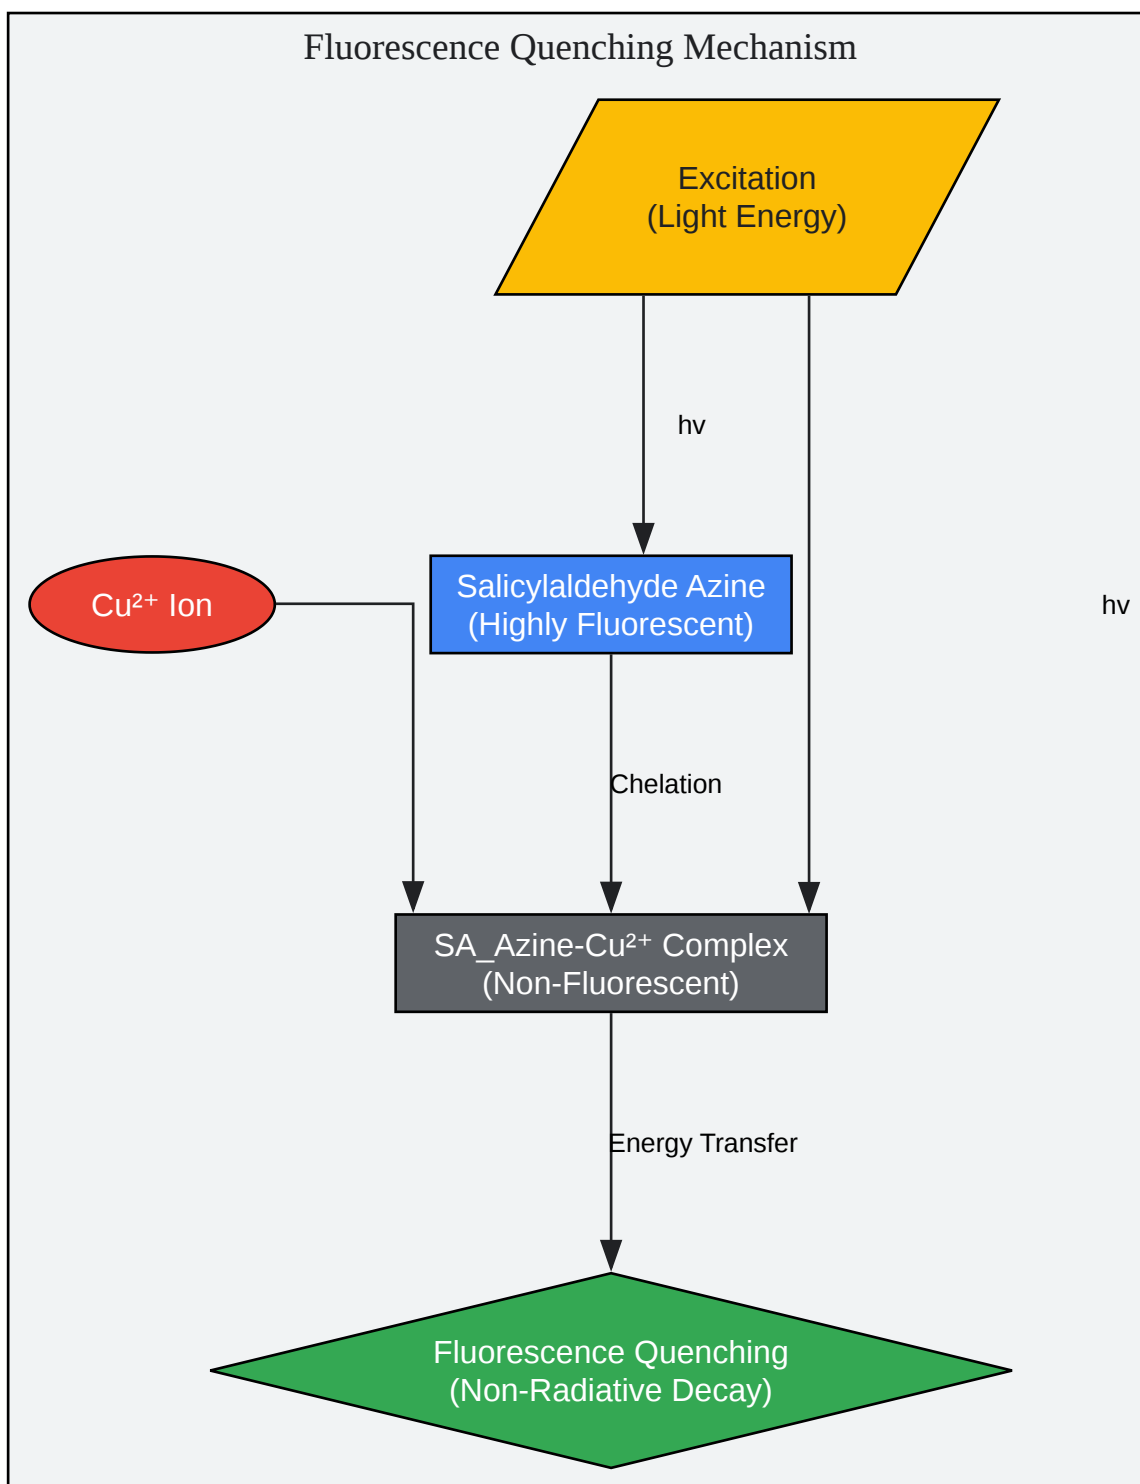 Fluorescence Quenching Mechanism
Excitation
(Light Energy)
hv
Cu²⁺ Ion
Salicylaldehyde Azine
(Highly Fluorescent)
hv
Chelation
SA_Azine-Cu²⁺ Complex
(Non-Fluorescent)
Energy Transfer
Fluorescence Quenching
(Non-Radiative Decay)